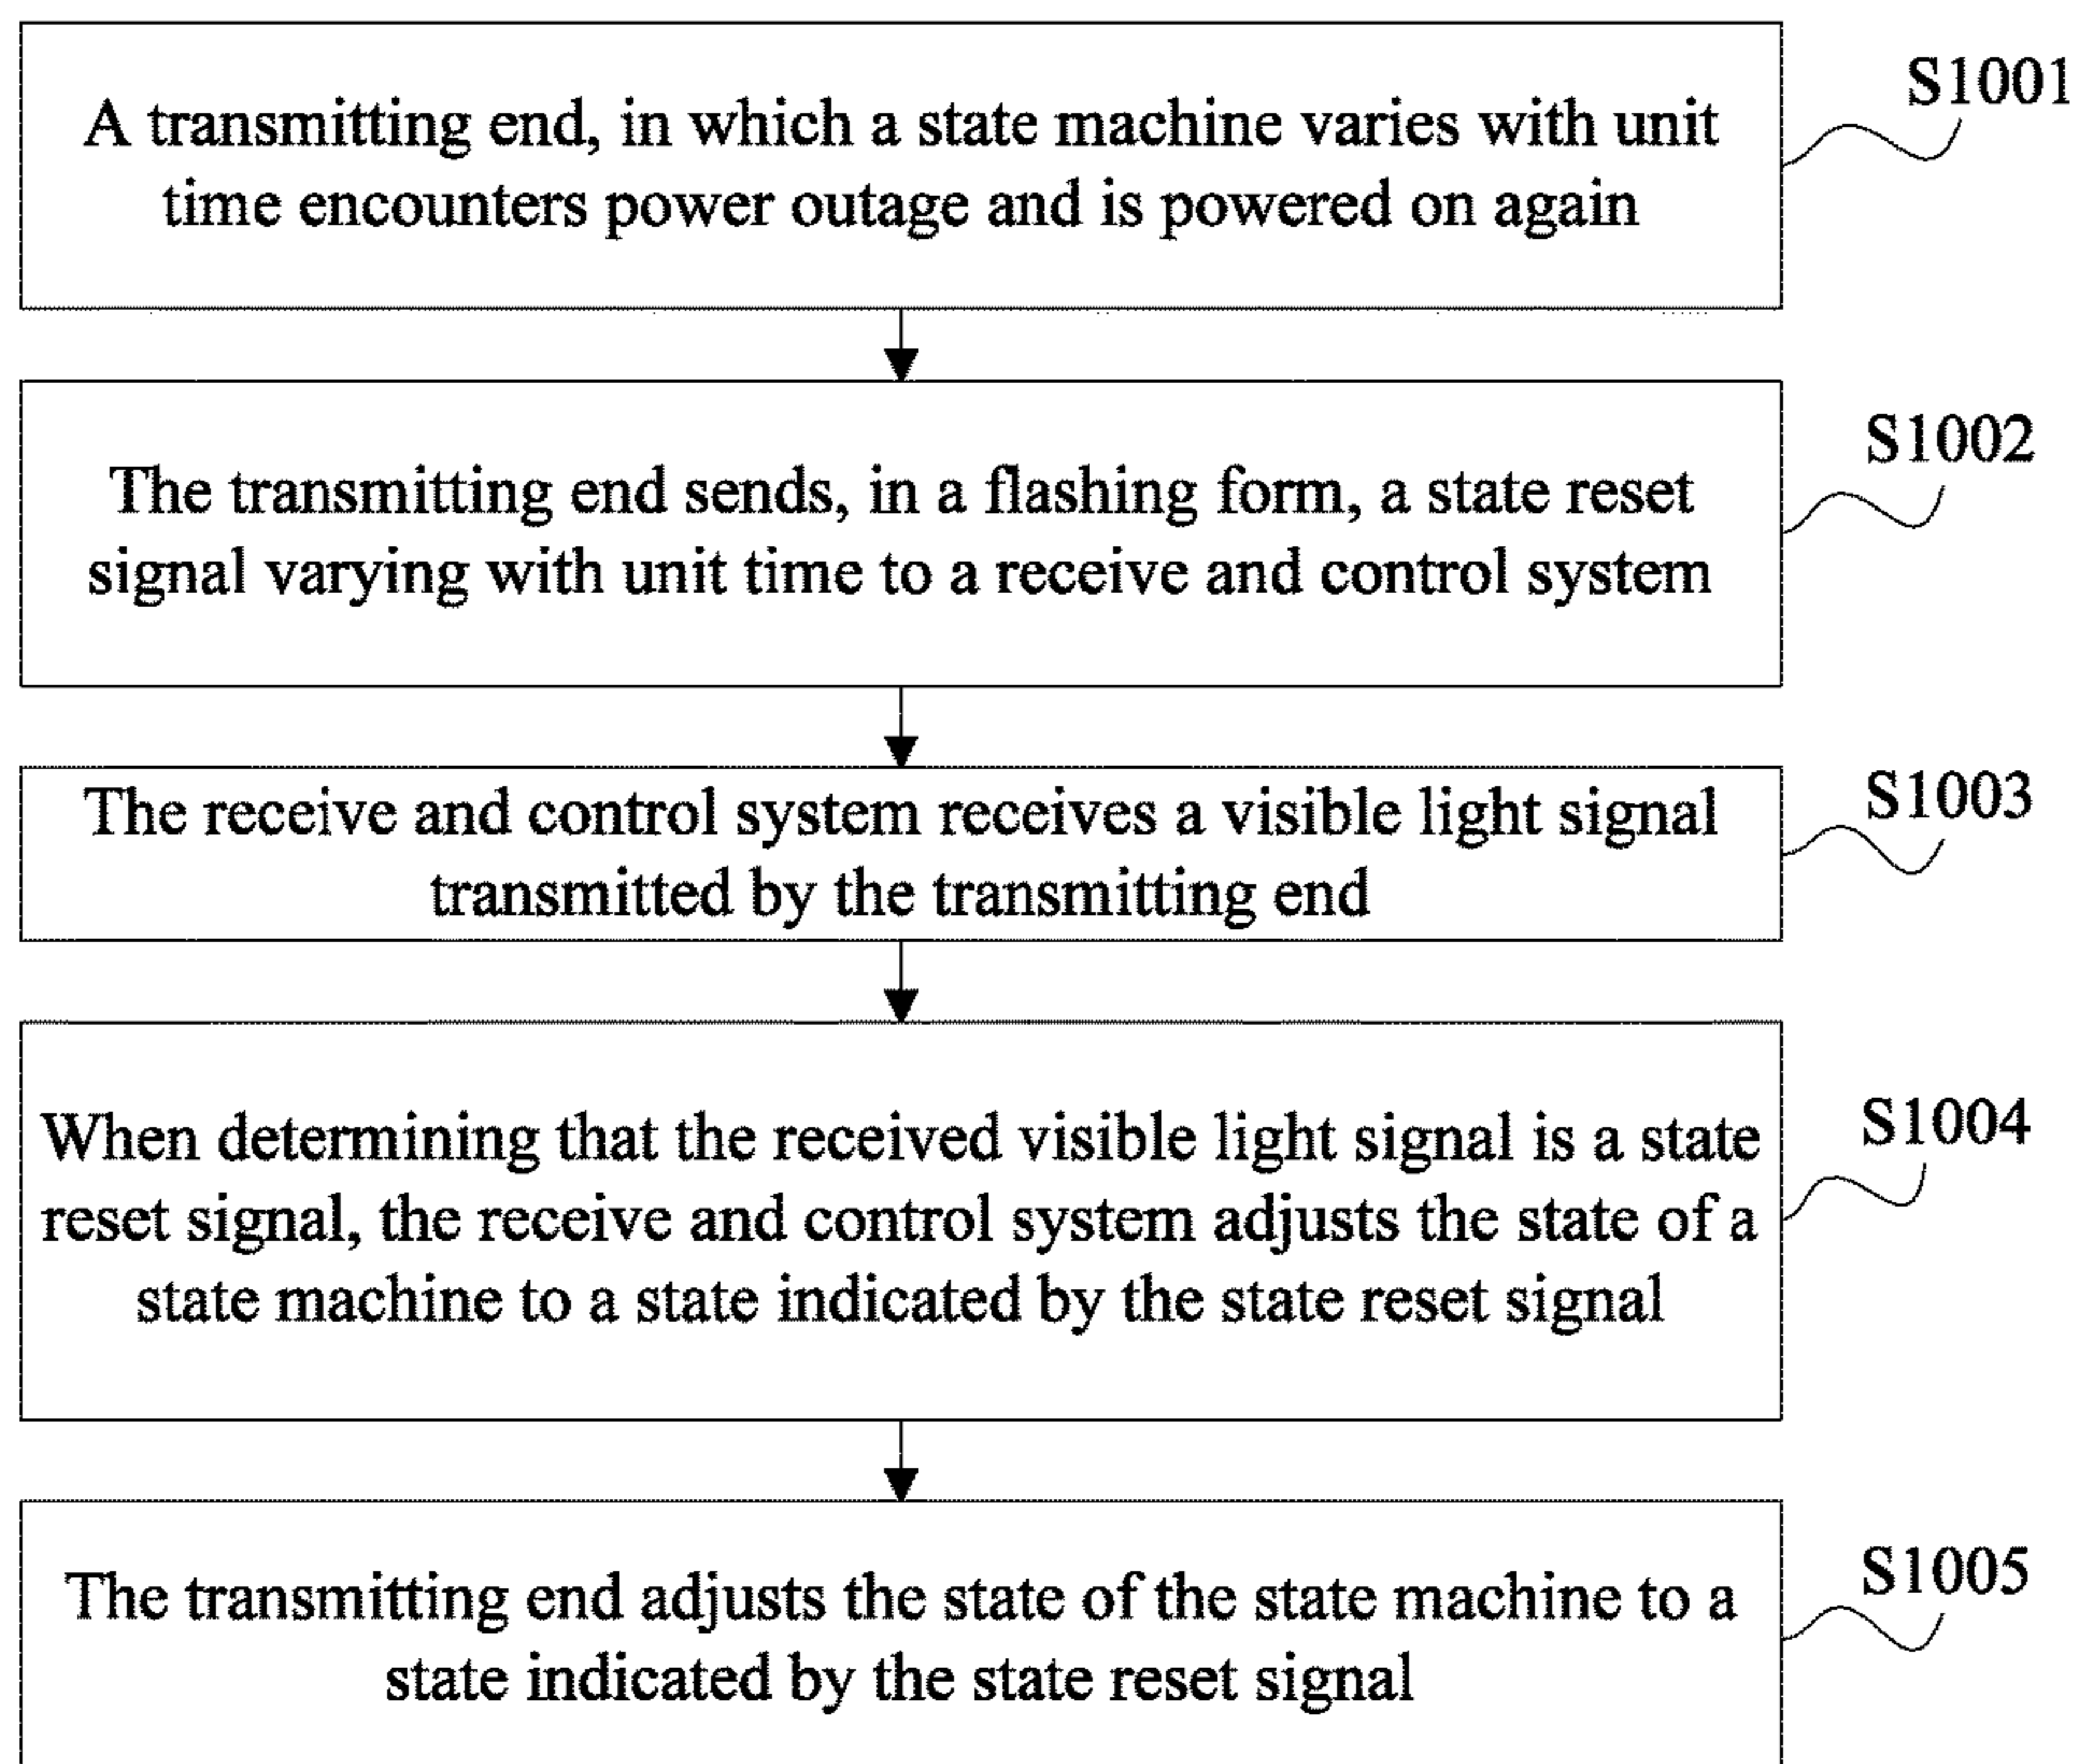 A transmitting end, in which a state machine varies with unit
time encounters power outage and is powered on again
S1001
The transmitting end sends, in a flashing form, a state reset
signal varying with unit time to a receive and control system
S1002
The receive and control system receives a visible light signal
transmitted by the transmitting end
S1003
When determining that the received visible light signal is a state
reset signal, the receive and control system adjusts the state of a
state machine to a state indicated by the state reset signal
S1004
The transmitting end adjusts the state of the state machine to a
state indicated by the state reset signal
S1005